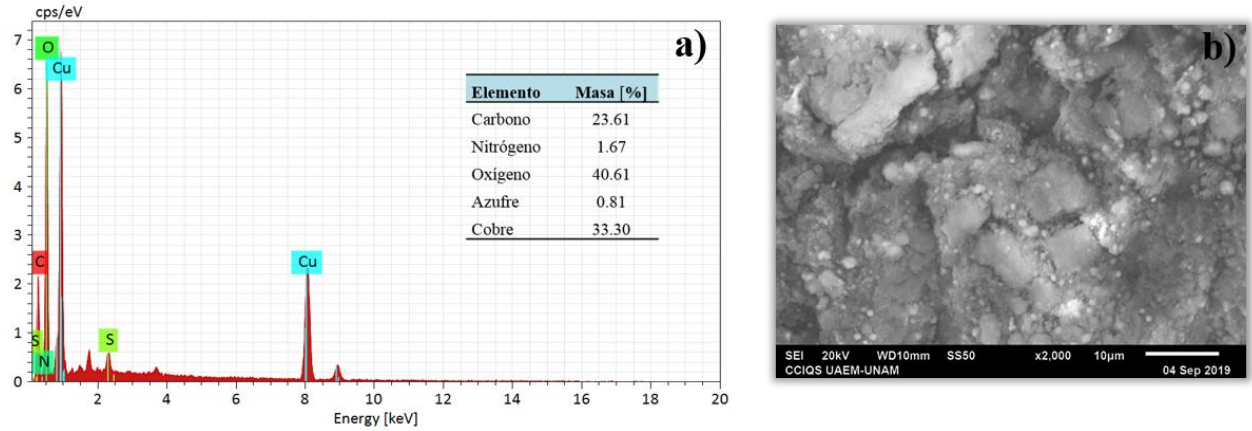 cps/eV
a)
7
6
5
4
3
2
1
0
O
Cu
C
S
N
S
Cu
Elemento Masa [%]
Carbono 23.61
Nitrógeno 1.67
Oxígeno 40.61
Azufre 0.81
Cobre 33.30
2 4 6 8 10 12 14 16 18 20
Energy [keV]
b)
SEI 20kV WD10mm SS50 x2,000 10µm
CCIQS UAEM-UNAM 04 Sep 2019